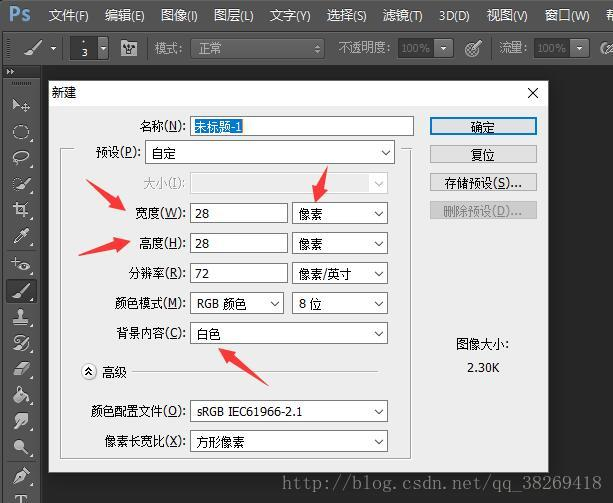 Ps 文件(F) 编辑(E) 图像(I) 图层(L) 文字(Y) 选择(S) 滤镜(T) 3D(D) 视图(V) 窗口(W)
3 模式: 正常 不透明度: 100% 流量: 100%
新建
名称(N): 未标题-1 确定
预设(P): 自定 复位
大小(I): 存储预设(S)...
宽度(W): 28 像素 删除预设(D)...
高度(H): 28 像素
分辨率(R): 72 像素/英寸
颜色模式(M): RGB 颜色 8 位
背景内容(C): 白色
图像大小:
2.30K
高级
颜色配置文件(O): sRGB IEC61966-2.1
像素长宽比(X): 方形像素
http://blog.csdn.net/qq_38269418
T